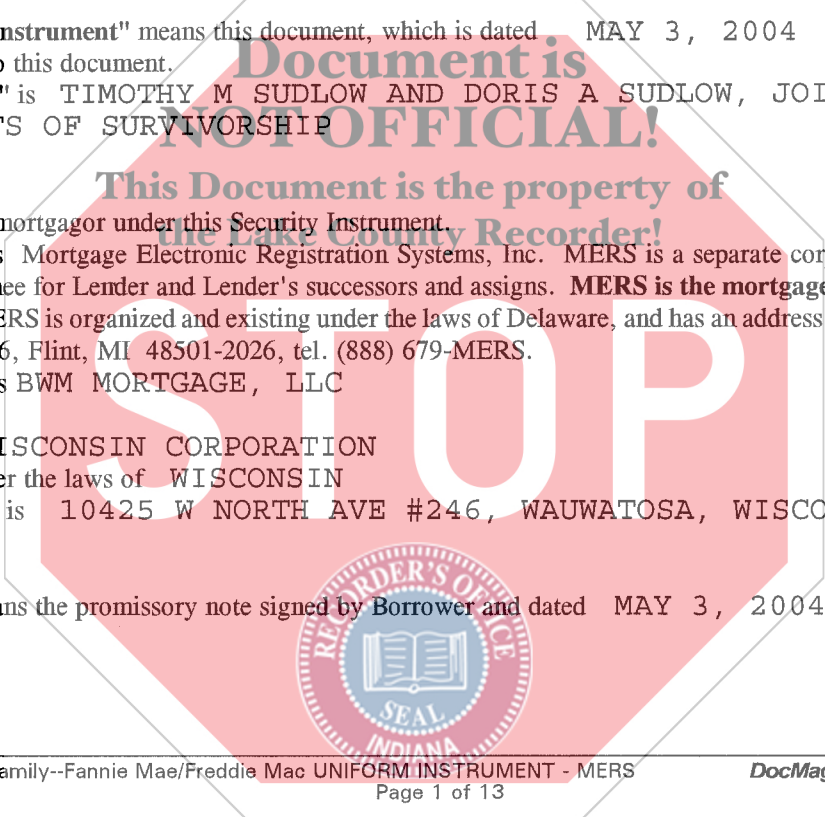 nstrument" means this document, which is dated MAY 3, 2004
o this document.
Document is
" is TIMOTHY M SUDLOW AND DORIS A SUDLOW, JOI
TS OF SURVIVORSHIP
NOT OFFICIAL!
This Document is the property of
mortgagor under this Security Instrument.
the Lake County Recorder!
s Mortgage Electronic Registration Systems, Inc. MERS is a separate cor
nee for Lender and Lender's successors and assigns. MERS is the mortgage
ERS is organized and existing under the laws of Delaware, and has an address
6, Flint, MI 48501-2026, tel. (888) 679-MERS.
s BWM MORTGAGE, LLC
STOP
ISCONSIN CORPORATION
er the laws of WISCONSIN
is 10425 W NORTH AVE #246, WAUWATOSA, WISCO
RECORDER'S OFFICE
ans the promissory note signed by Borrower and dated MAY 3, 2004
SEAL
INDIANA
amily--Fannie Mae/Freddie Mac UNIFORM INSTRUMENT - MERS DocMag
Page 1 of 13